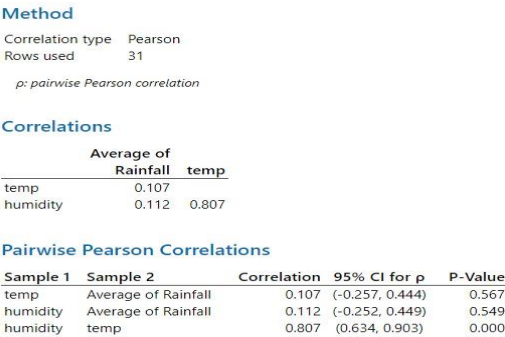 Method
Correlation type Pearson
Rows used 31
ρ: pairwise Pearson correlation
Correlations
Average of
Rainfall temp
temp 0.107
humidity 0.112 0.807
Pairwise Pearson Correlations
Sample 1 Sample 2 Correlation 95% CI for ρ P-Value
temp Average of Rainfall 0.107 (-0.257, 0.444) 0.567
humidity Average of Rainfall 0.112 (-0.252, 0.449) 0.549
humidity temp 0.807 (0.634, 0.903) 0.000